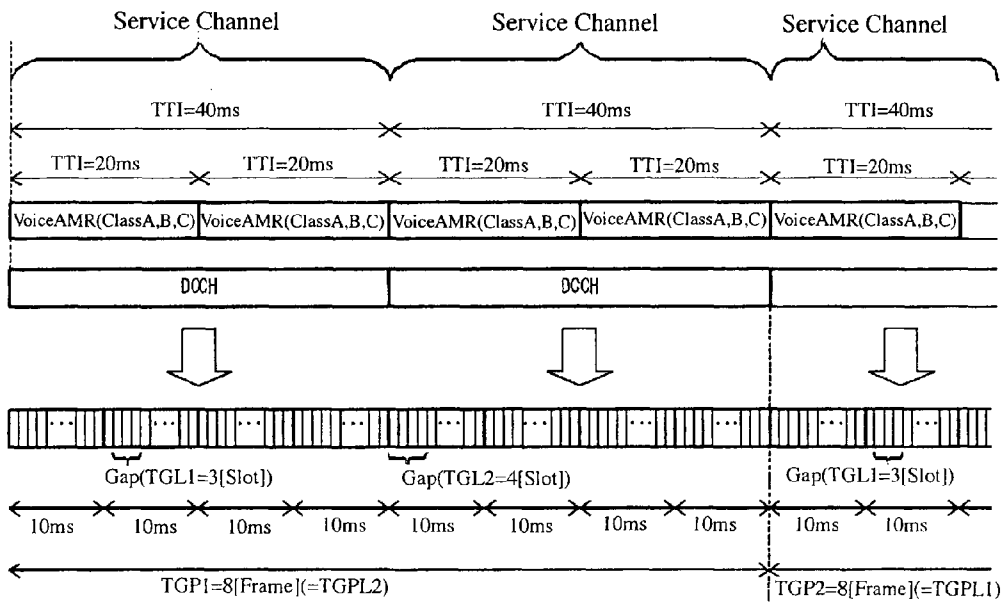 Service Channel Service Channel Service Channel
TTI=40ms TTI=40ms TTI=40ms
TTI=20ms TTI=20ms TTI=20ms TTI=20ms TTI=20ms
VoiceAMR(ClassA,B,C) VoiceAMR(ClassA,B,C) VoiceAMR(ClassA,B,C) VoiceAMR(ClassA,B,C) VoiceAMR(ClassA,B,C)
DCCH DCCH
... ... ... ... ... ... ... ... ... ...
Gap(TGL1=3[Slot]) Gap(TGL2=4[Slot]) Gap(TGL1=3[Slot])
10ms 10ms 10ms 10ms 10ms 10ms 10ms 10ms 10ms 10ms
TGP1=8[Frame](=TGPL2) TGP2=8[Frame](=TGPL1)